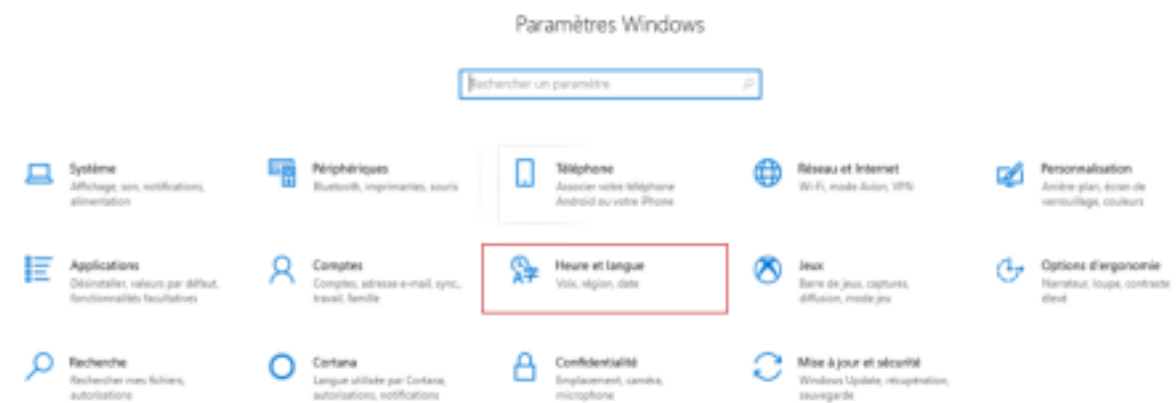 Paramètres Windows
Rechercher un paramètre
Système
Affichage, son, notifications,
alimentation
Périphériques
Bluetooth, imprimantes, souris
Téléphone
Associer votre téléphone
Android ou votre iPhone
Réseau et Internet
Wi-Fi, mode Avion, VPN
Personnalisation
Arrière-plan, écran de
verrouillage, couleurs
Applications
Désinstaller, valeurs par défaut,
fonctionnalités facultatives
Comptes
Comptes, adresse e-mail, sync.,
travail, famille
Heure et langue
Voix, région, date
Jeux
Barre de jeux, captures,
diffusion, mode jeu
Options d'ergonomie
Narrateur, loupe, contraste
élevé
Recherche
Rechercher mes fichiers,
autorisations
Cortana
Langue utilisée par Cortana,
autorisations, notifications
Confidentialité
Emplacement, caméra,
microphone
Mise à jour et sécurité
Windows Update, récupération,
sauvegarde